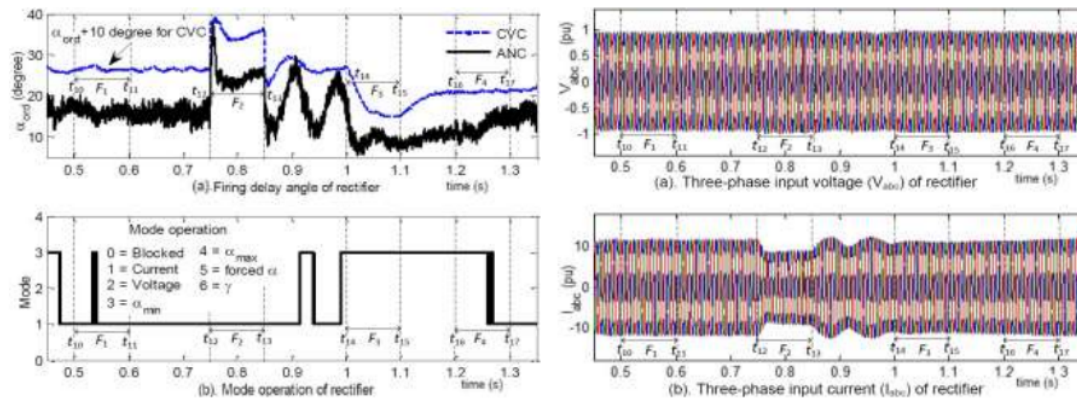 40
30
20
10
α_ord (degree)
α_ord+10 degree for CVC
CVC
ANC
t10 F1 t11
t12 F2 t13
t14 F3 t15
t16 F4 t17
0.5 0.6 0.7 0.8 0.9 1 1.1 1.2 1.3
(a). Firing delay angle of rectifier
time (s)
4
3
2
1
0
Mode
Mode operation
0 = Blocked
1 = Current
2 = Voltage
3 = α_min
4 = α_max
5 = forced α
6 = γ
t10 F1 t11
t12 F2 t13
t14 F3 t15
t16 F4 t17
0.5 0.6 0.7 0.8 0.9 1 1.1 1.2 1.3
(b). Mode operation of rectifier
time (s)
1
0.5
0
-0.5
-1
V_abc (pu)
t10 F1 t11
t12 F2 t13
t14 F3 t15
t16 F4 t17
0.5 0.6 0.7 0.8 0.9 1 1.1 1.2 1.3
(a). Three-phase input voltage (Vabc) of rectifier
time (s)
10
0
-10
I_abc (pu)
t10 F1
t12 F2 t13
t14 F3 t15
t16 F4 t17
0.5 0.6 0.7 0.8 0.9 1 1.1 1.2 1.3
(b). Three-phase input current (Iabc) of rectifier
time (s)